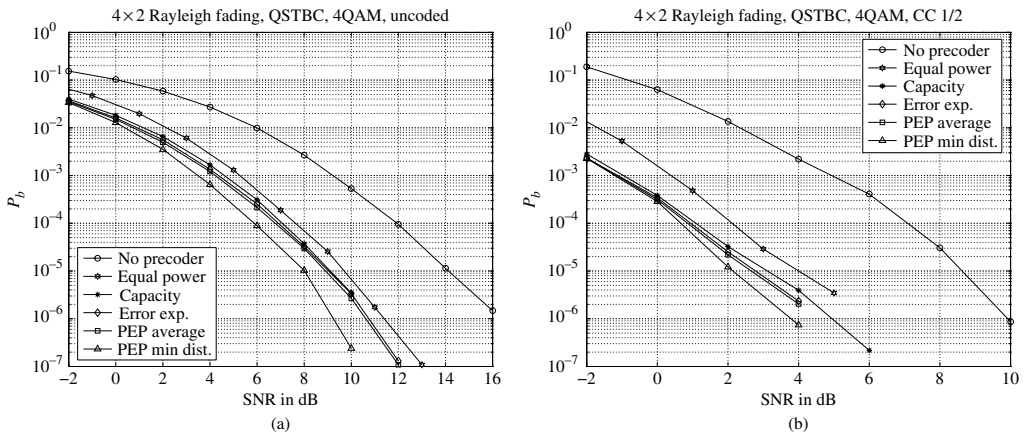 4×2 Rayleigh fading, QSTBC, 4QAM, uncoded
10^0
10^-1
10^-2
10^-3
10^-4
10^-5
10^-6
10^-7
P_b
No precoder
Equal power
Capacity
Error exp.
PEP average
PEP min dist.
−2 0 2 4 6 8 10 12 14 16
SNR in dB
(a)
4×2 Rayleigh fading, QSTBC, 4QAM, CC 1/2
10^0
10^-1
10^-2
10^-3
10^-4
10^-5
10^-6
10^-7
P_b
No precoder
Equal power
Capacity
Error exp.
PEP average
PEP min dist.
−2 0 2 4 6 8 10
SNR in dB
(b)